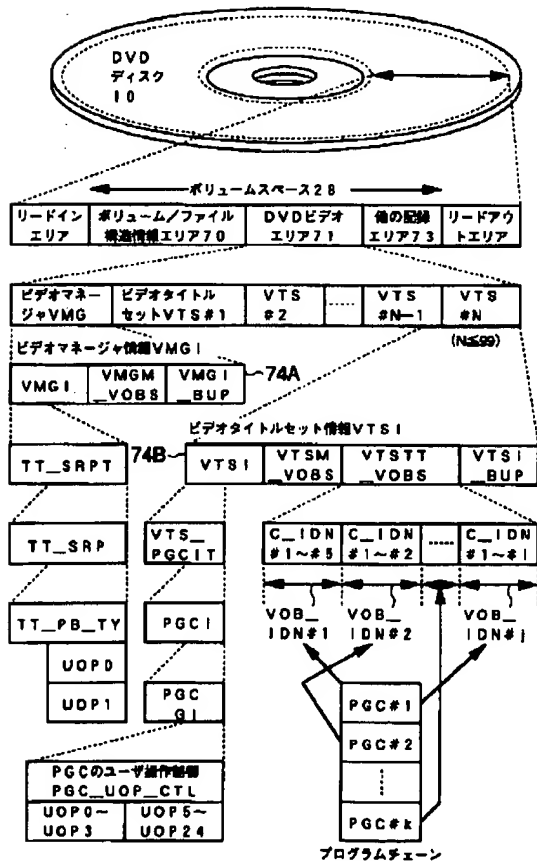 DVD
ディスク
10
ボリュームスペース28
リードイン
エリア
ボリューム/ファイル
構造情報エリア70
DVDビデオ
エリア71
他の記録
エリア73
リードアウ
トエリア
ビデオマネー
ジャVMG
ビデオタイトル
セットVTS#1
VTS
#2
……
VTS
#N—1
VTS
#N
(N≦99)
ビデオマネージャ情報VMGI
VMGI
VMGM
_VOBS
VMGI
_BUP
74A
ビデオタイトルセット情報VTSI
74B
VTSI
VTSM
_VOBS
VTSTT
_VOBS
VTSI
_BUP
TT_SRPT
TT_SRP
TT_PB_TY
UOP0
UOP1
VTS_
PGCIT
PGCI
PGC
_GI
C_IDN
#1~#5
C_IDN
#1~#2
……
C_IDN
#1~#i
VOB_
IDN#1
VOB_
IDN#2
VOB_
IDN#j
PGC#1
PGC#2
PGC#k
プログラムチェーン
PGCのユーザ操作制御
PGC_UOP_CTL
UOP0~
UOP3
UOP5~
UOP24